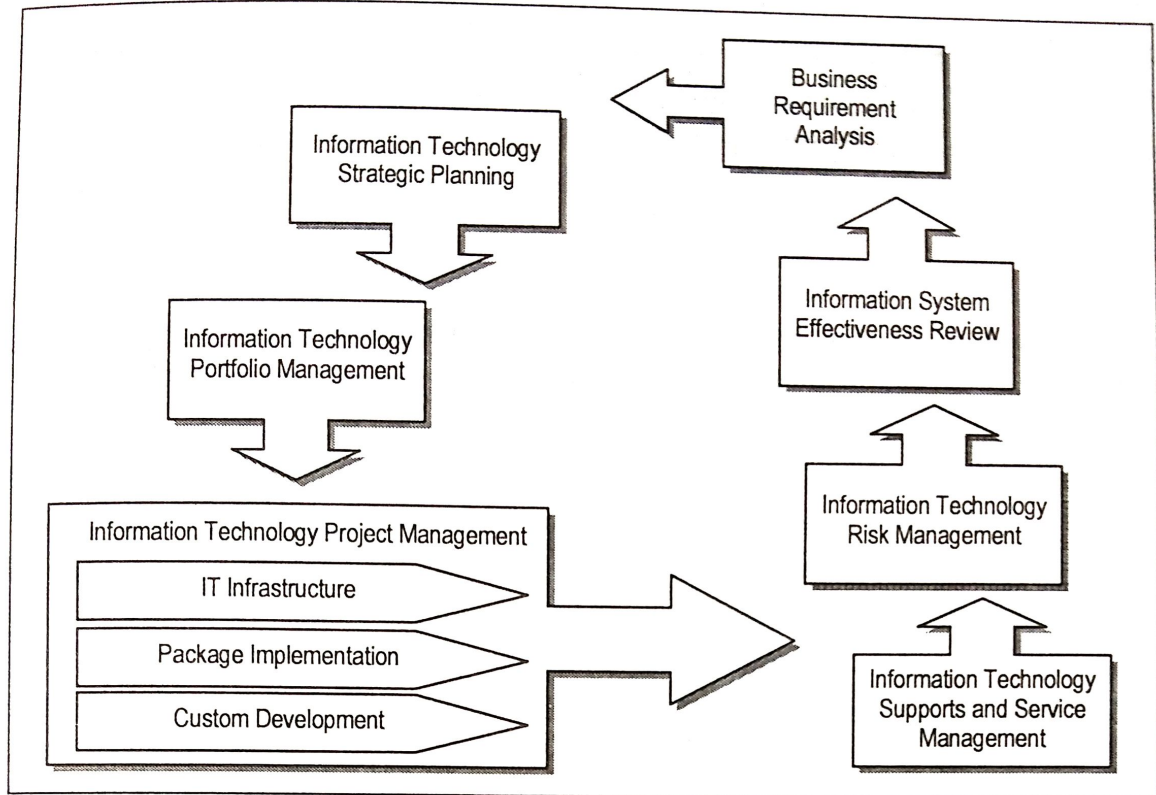 Business
Requirement
Analysis
Information Technology
Strategic Planning
Information System
Effectiveness Review
Information Technology
Portfolio Management
Information Technology
Risk Management
Information Technology Project Management
IT Infrastructure
Package Implementation
Custom Development
Information Technology
Supports and Service
Management